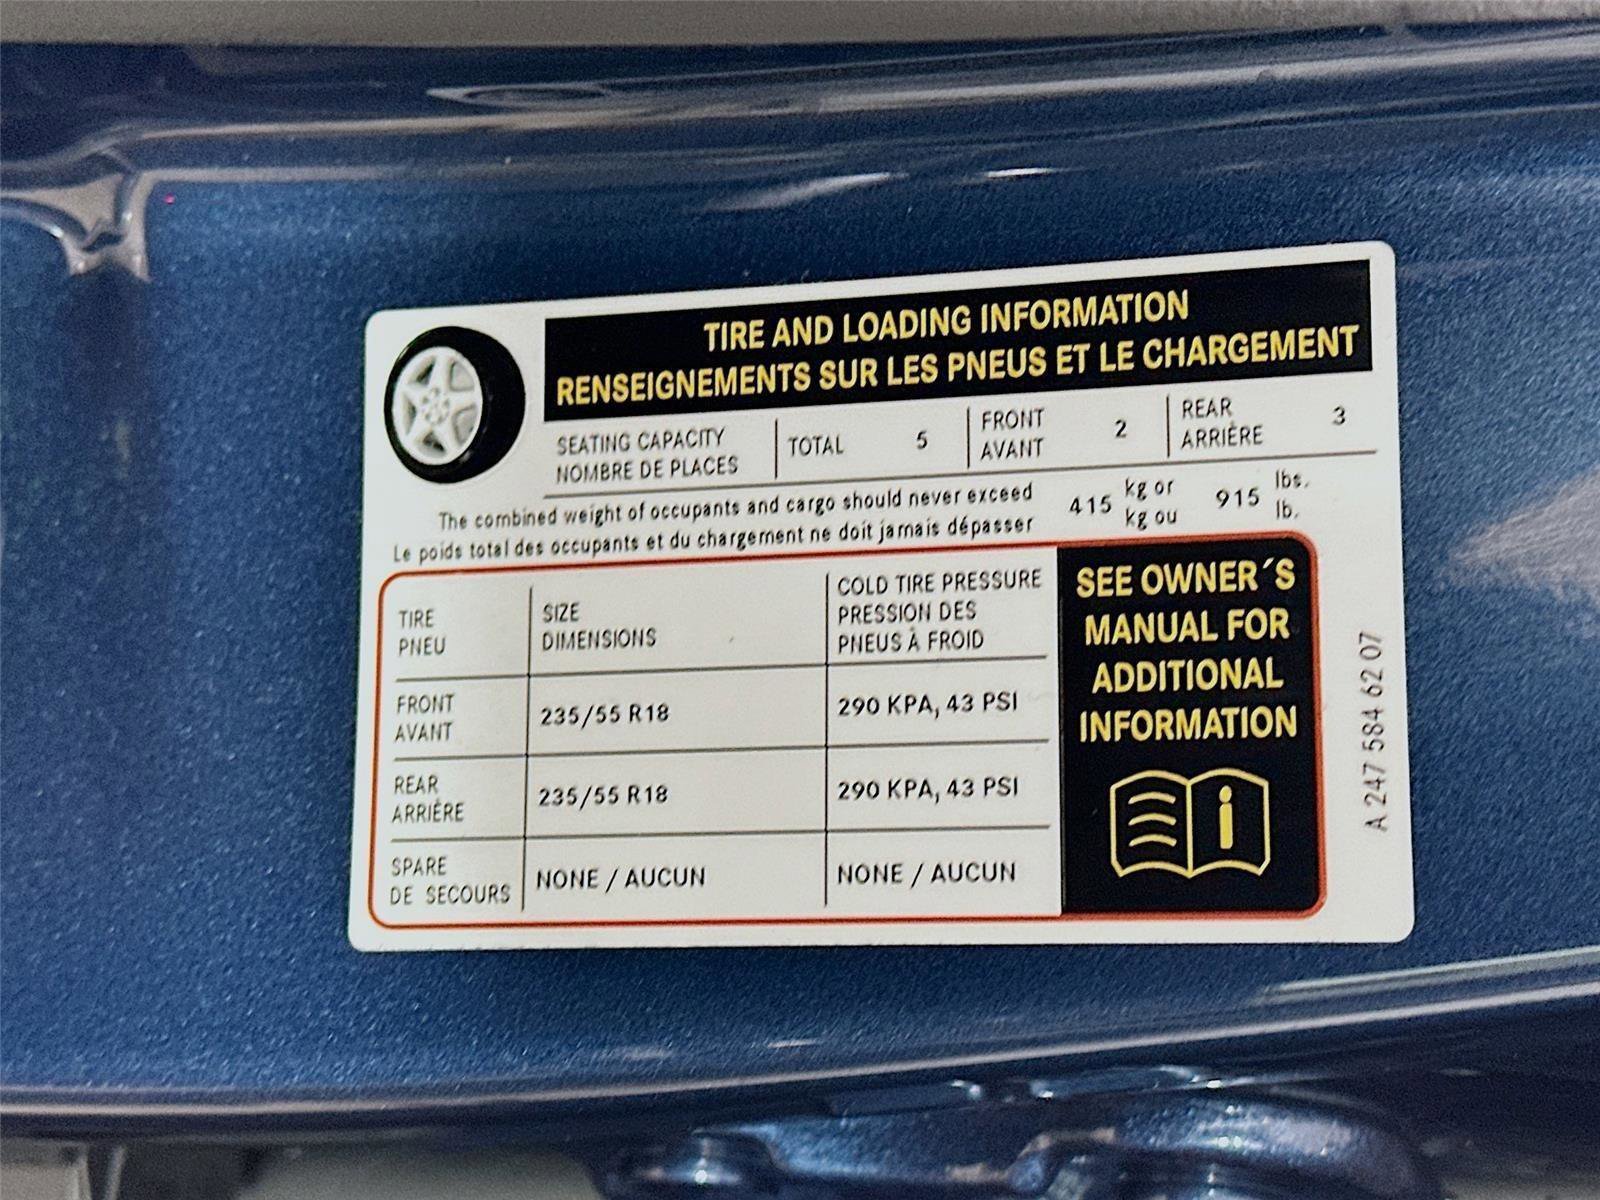 TIRE AND LOADING INFORMATION
RENSEIGNEMENTS SUR LES PNEUS ET LE CHARGEMENT
SEATING CAPACITY
NOMBRE DE PLACES
TOTAL 5
FRONT
AVANT
2
REAR
ARRIÈRE
3
The combined weight of occupants and cargo should never exceed
Le poids total des occupants et du chargement ne doit jamais dépasser
415
kg or
kg ou
915
lbs.
lb.
TIRE
PNEU
SIZE
DIMENSIONS
COLD TIRE PRESSURE
PRESSION DES
PNEUS À FROID
FRONT
AVANT
235/55 R18
290 KPA, 43 PSI
REAR
ARRIÈRE
235/55 R18
290 KPA, 43 PSI
SPARE
DE SECOURS
NONE / AUCUN
NONE / AUCUN
SEE OWNER´S
MANUAL FOR
ADDITIONAL
INFORMATION
A 247 584 62 07